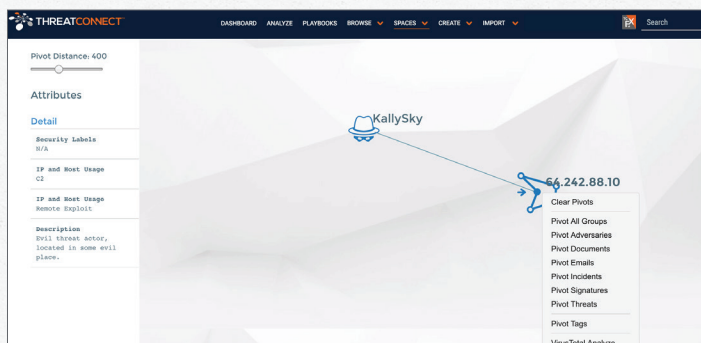 THREATCONNECT
DASHBOARD ANALYZE PLAYBOOKS BROWSE SPACES CREATE IMPORT
Search
Pivot Distance: 400
Attributes
Detail
Security Labels
N/A
IP and Host Usage
C2
IP and Host Usage
Remote Exploit
Description
Evil threat actor,
located in some evil
place.
KallySky
64.242.88.10
Clear Pivots
Pivot All Groups
Pivot Adversaries
Pivot Documents
Pivot Emails
Pivot Incidents
Pivot Signatures
Pivot Threats
Pivot Tags
VirusTotal Analyze